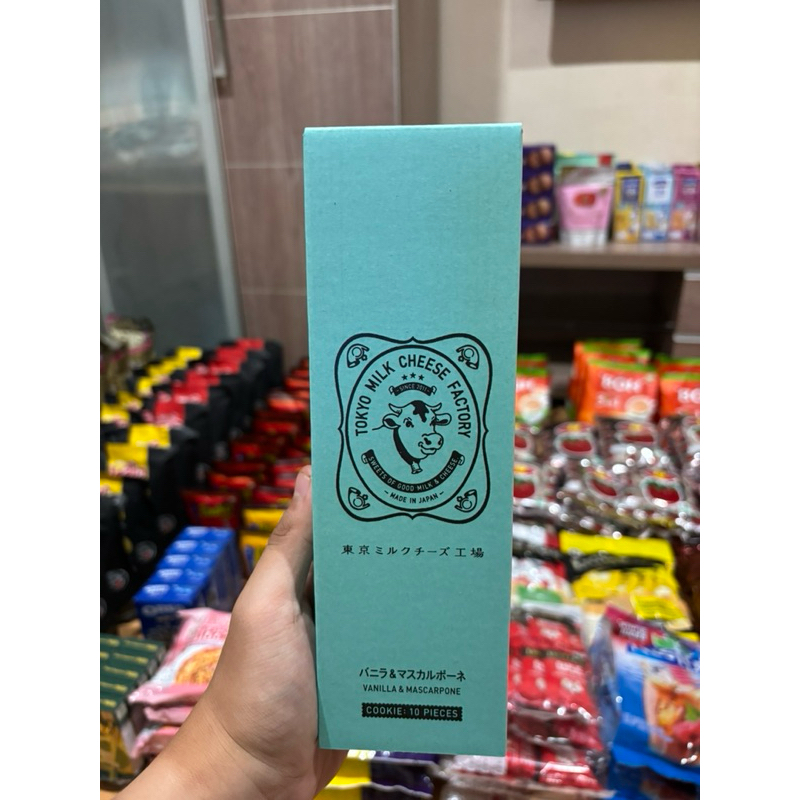 TOKYO MILK CHEESE FACTORY
SINCE 2011
SWEETS OF GOOD MILK & CHEESE
MADE IN JAPAN
東京ミルクチーズ工場
バニラ&マスカルポーネ
VANILLA & MASCARPONE
COOKIE: 10 PIECES